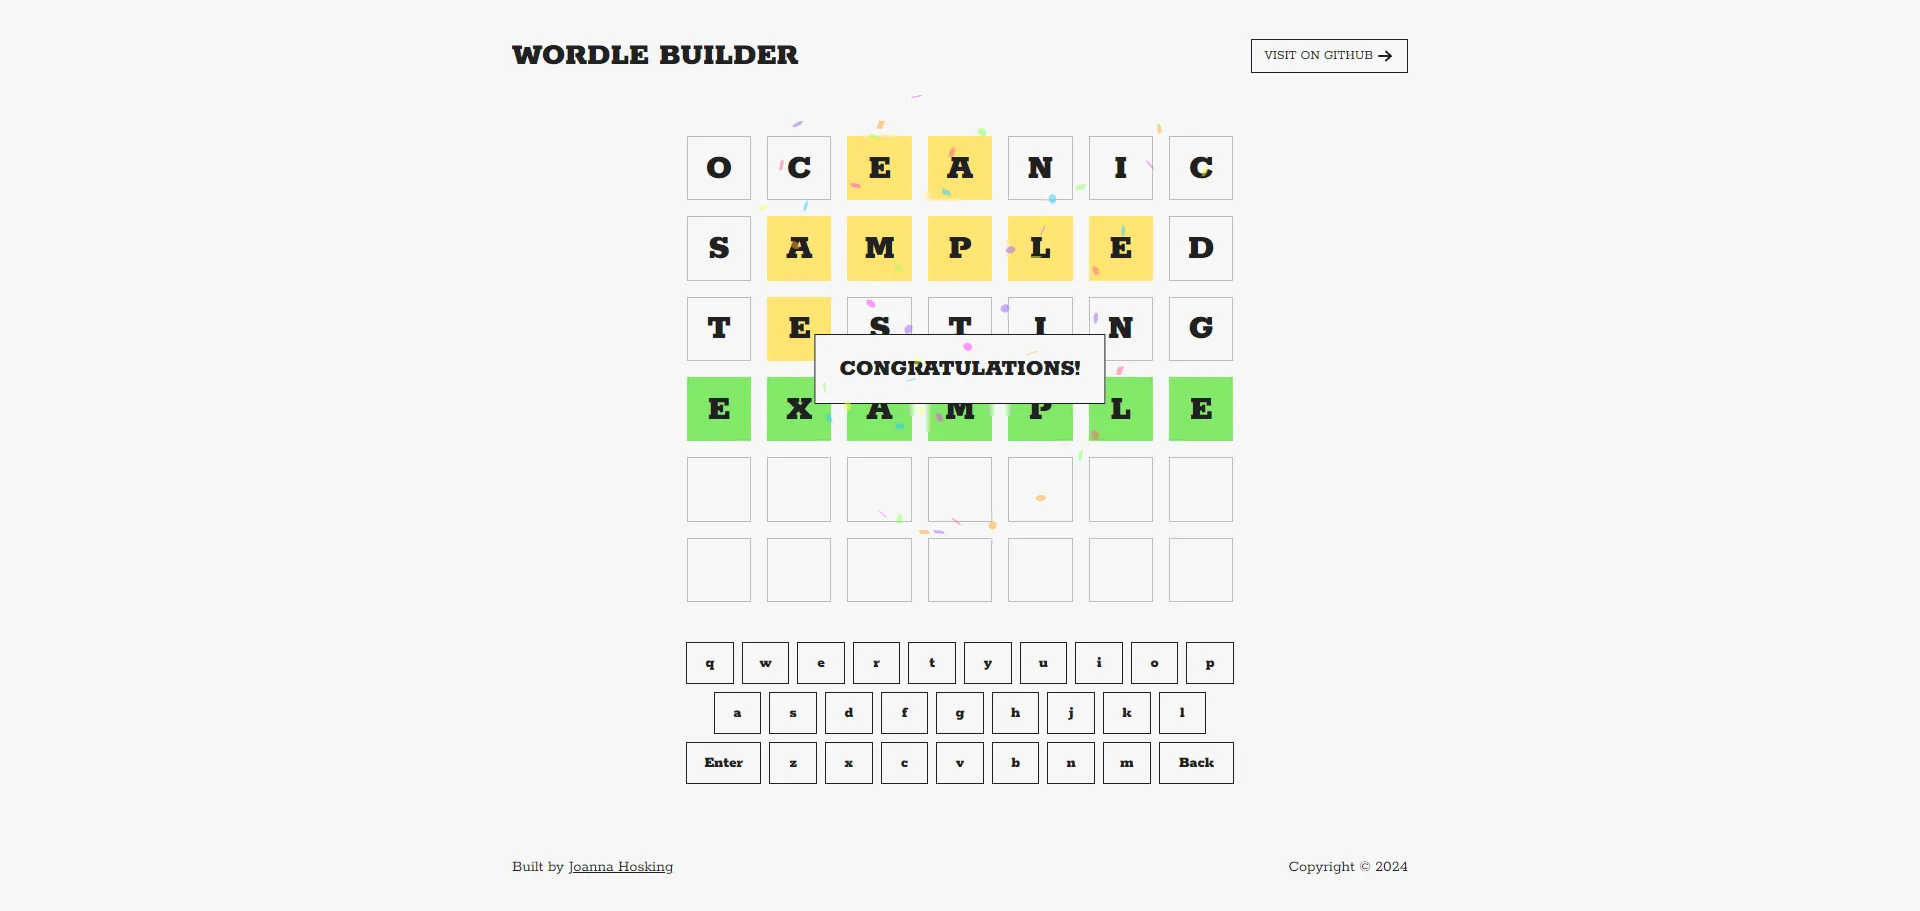 WORDLE BUILDER
VISIT ON GITHUB
O C E A N I C
S A M P L E D
T E S T I N G
CONGRATULATIONS!
E X A M P L E
q w e r t y u i o p
a s d f g h j k l
Enter z x c v b n m Back
Built by Joanna Hosking
Copyright © 2024